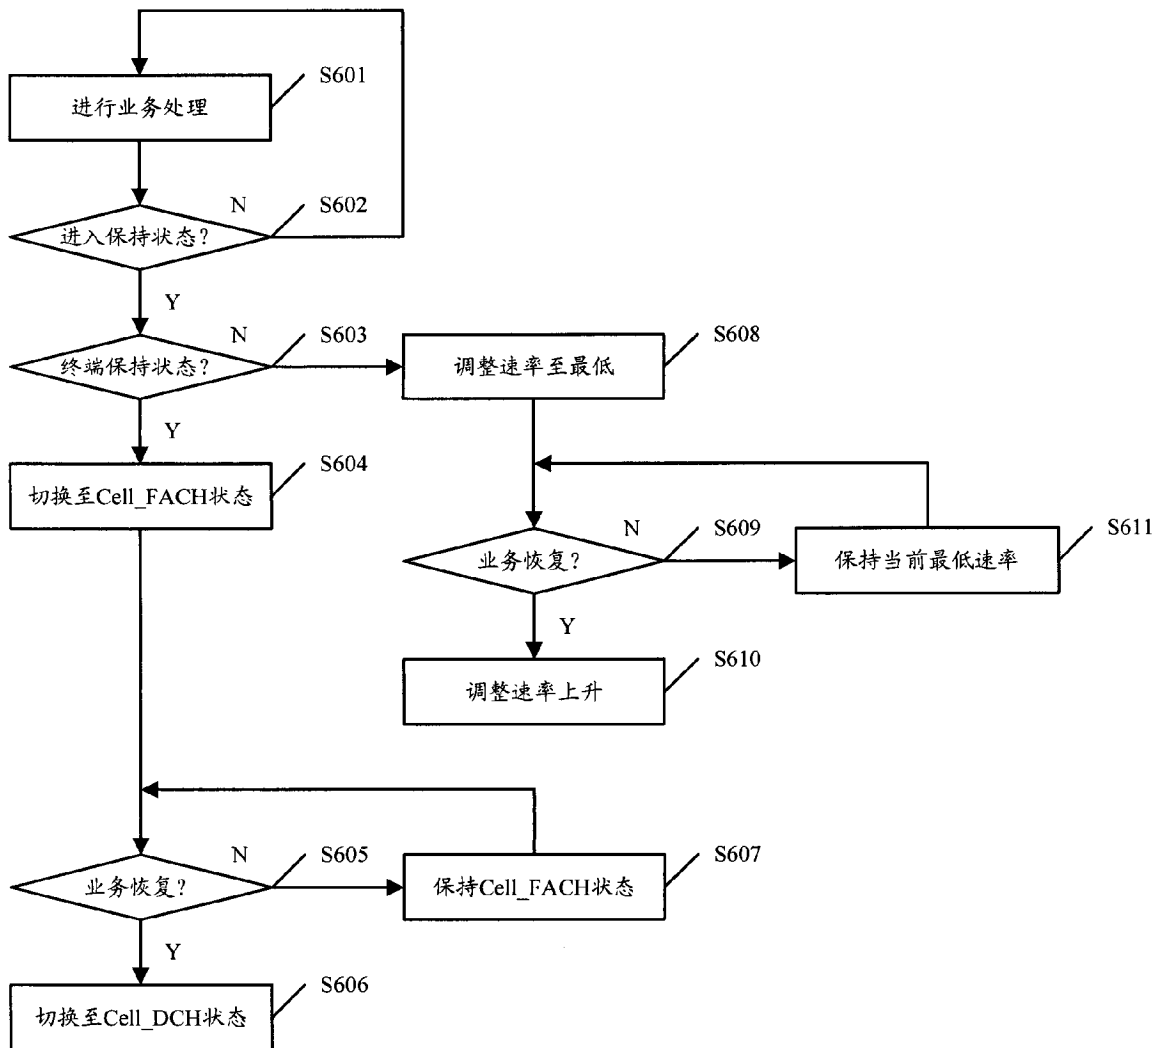 S601
进行业务处理
N
S602
进入保持状态?
Y
N
S603
终端保持状态?
S608
调整速率至最低
Y
S604
切换至Cell_FACH状态
N
S609
业务恢复?
S611
保持当前最低速率
Y
S610
调整速率上升
N
S605
业务恢复?
S607
保持Cell_FACH状态
Y
S606
切换至Cell_DCH状态